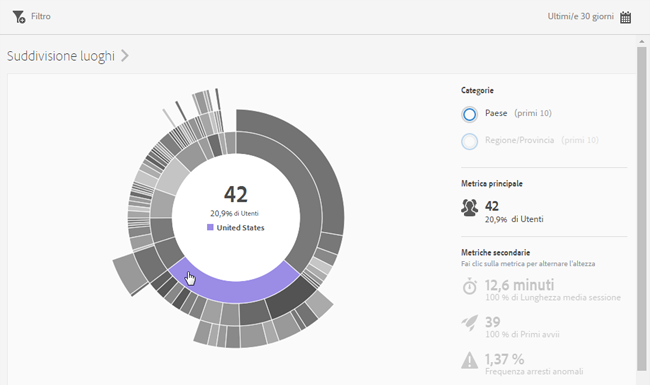 Filtro
Ultimi/e 30 giorni
Suddivisione luoghi
42
20,9% di Utenti
United States
Categorie
Paese (primi 10)
Regione/Provincia (primi 10)
Metrica principale
42
20,9% di Utenti
Metriche secondarie
Fai clic sulla metrica per alternare l'altezza
12,6 minuti
100 % di Lunghezza media sessione
39
100 % di Primi avvii
1,37 %
Frequenza arresti anomali